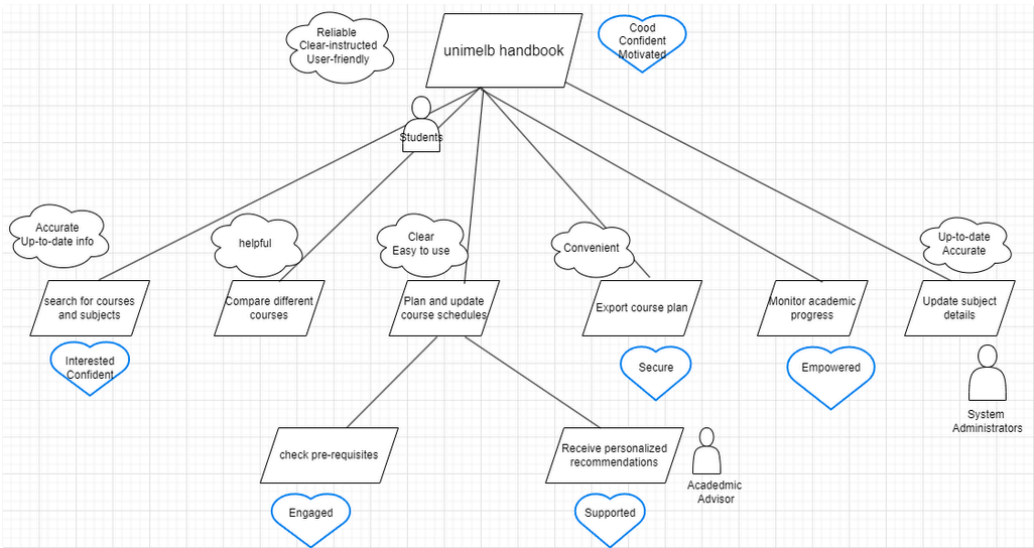 Reliable
Clear-instructed
User-friendly
unimelb handbook
Cood
Confident
Motivated
Students
Accurate
Up-to-date info
helpful
Clear
Easy to use
Convenient
Up-to-date
Accurate
search for courses
and subjects
Compare different
courses
Plan and update
course schedules
Export course plan
Monitor academic
progress
Update subject
details
Interested
Confident
Secure
Empowered
System
Administrators
check pre-requisites
Receive personalized
recommendations
Acadedmic
Advisor
Engaged
Supported